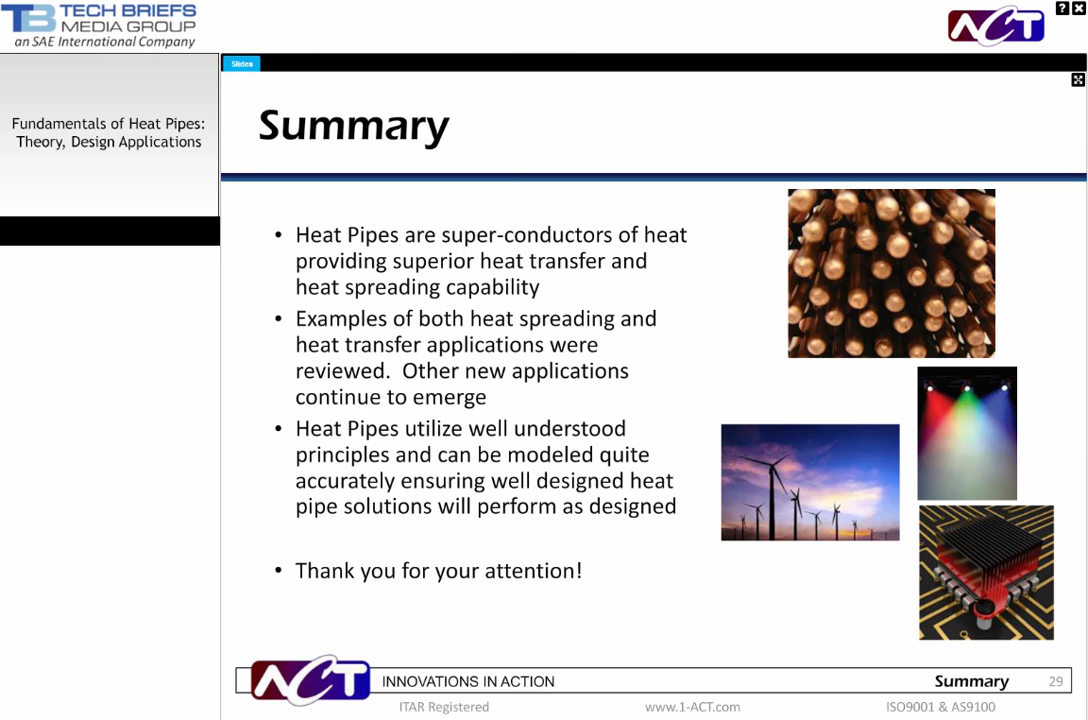 TB TECH BRIEFS
MEDIA GROUP
an SAE International Company
ACT
?
Slides
Fundamentals of Heat Pipes:
Theory, Design Applications
Summary
• Heat Pipes are super-conductors of heat
providing superior heat transfer and
heat spreading capability
• Examples of both heat spreading and
heat transfer applications were
reviewed.  Other new applications
continue to emerge
• Heat Pipes utilize well understood
principles and can be modeled quite
accurately ensuring well designed heat
pipe solutions will perform as designed
• Thank you for your attention!
ACT INNOVATIONS IN ACTION Summary 29
ITAR Registered www.1-ACT.com ISO9001 & AS9100